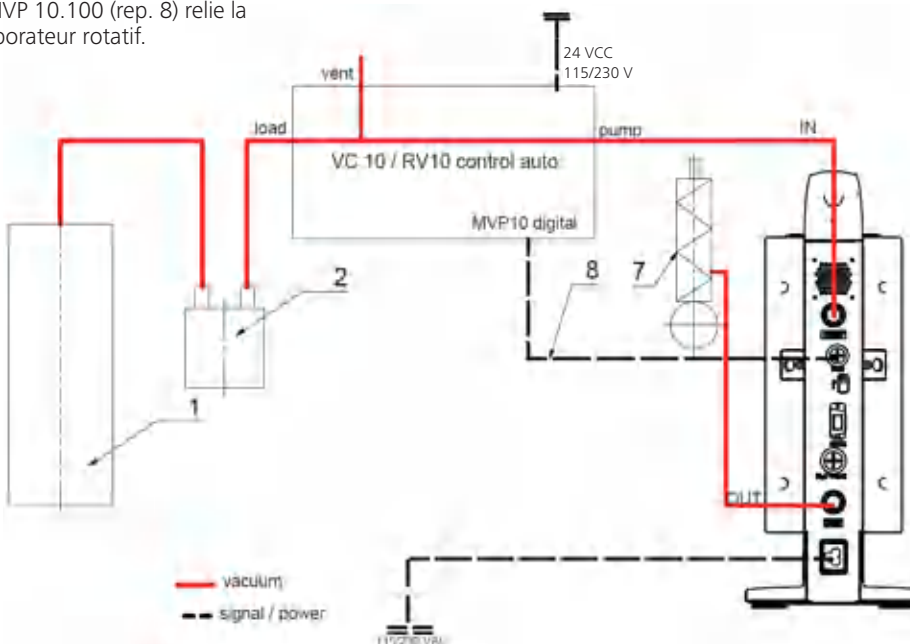 MVP 10.100 (rep. 8) relie la
porateur rotatif.
24 VCC
115/230 V
vent
load
pump
IN
VC 10 / RV10 control auto
MVP10 digital
2
8
7
1
OUT
vacuum
signal / power